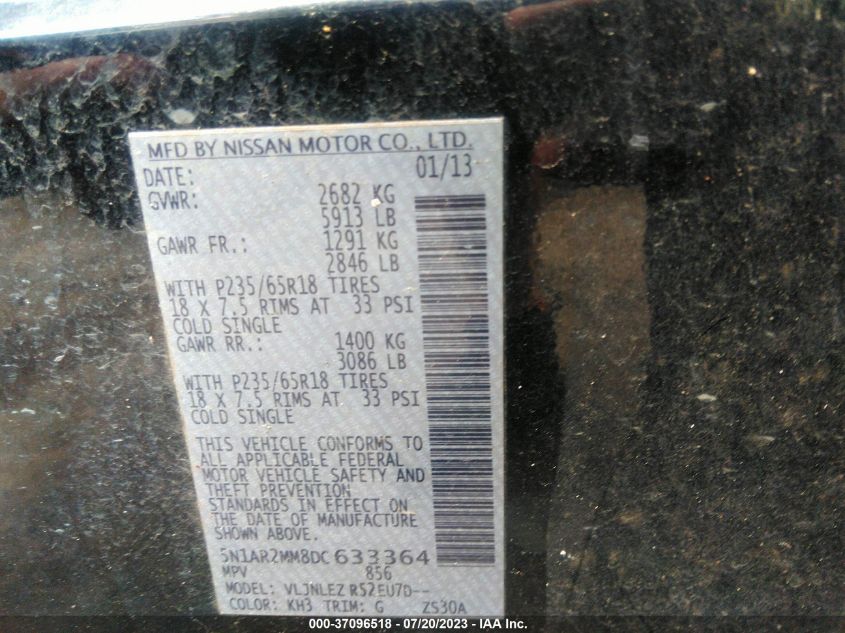 MFD BY NISSAN MOTOR CO., LTD.
DATE: 01/13
GVWR: 2682 KG
5913 LB
GAWR FR.: 1291 KG
2846 LB
WITH P235/65R18 TIRES
18 X 7.5 RIMS AT 33 PSI
COLD SINGLE
GAWR RR.: 1400 KG
3086 LB
WITH P235/65R18 TIRES
18 X 7.5 RIMS AT 33 PSI
COLD SINGLE
THIS VEHICLE CONFORMS TO
ALL APPLICABLE FEDERAL
MOTOR VEHICLE SAFETY AND
THEFT PREVENTION
STANDARDS IN EFFECT ON
THE DATE OF MANUFACTURE
SHOWN ABOVE.
5N1AR2MM8DC633364
MPV 856
MODEL: VLJNLEZ R52EU7D--
COLOR: KH3 TRIM: G ZS30A
000-37096518 - 07/20/2023 - IAA Inc.